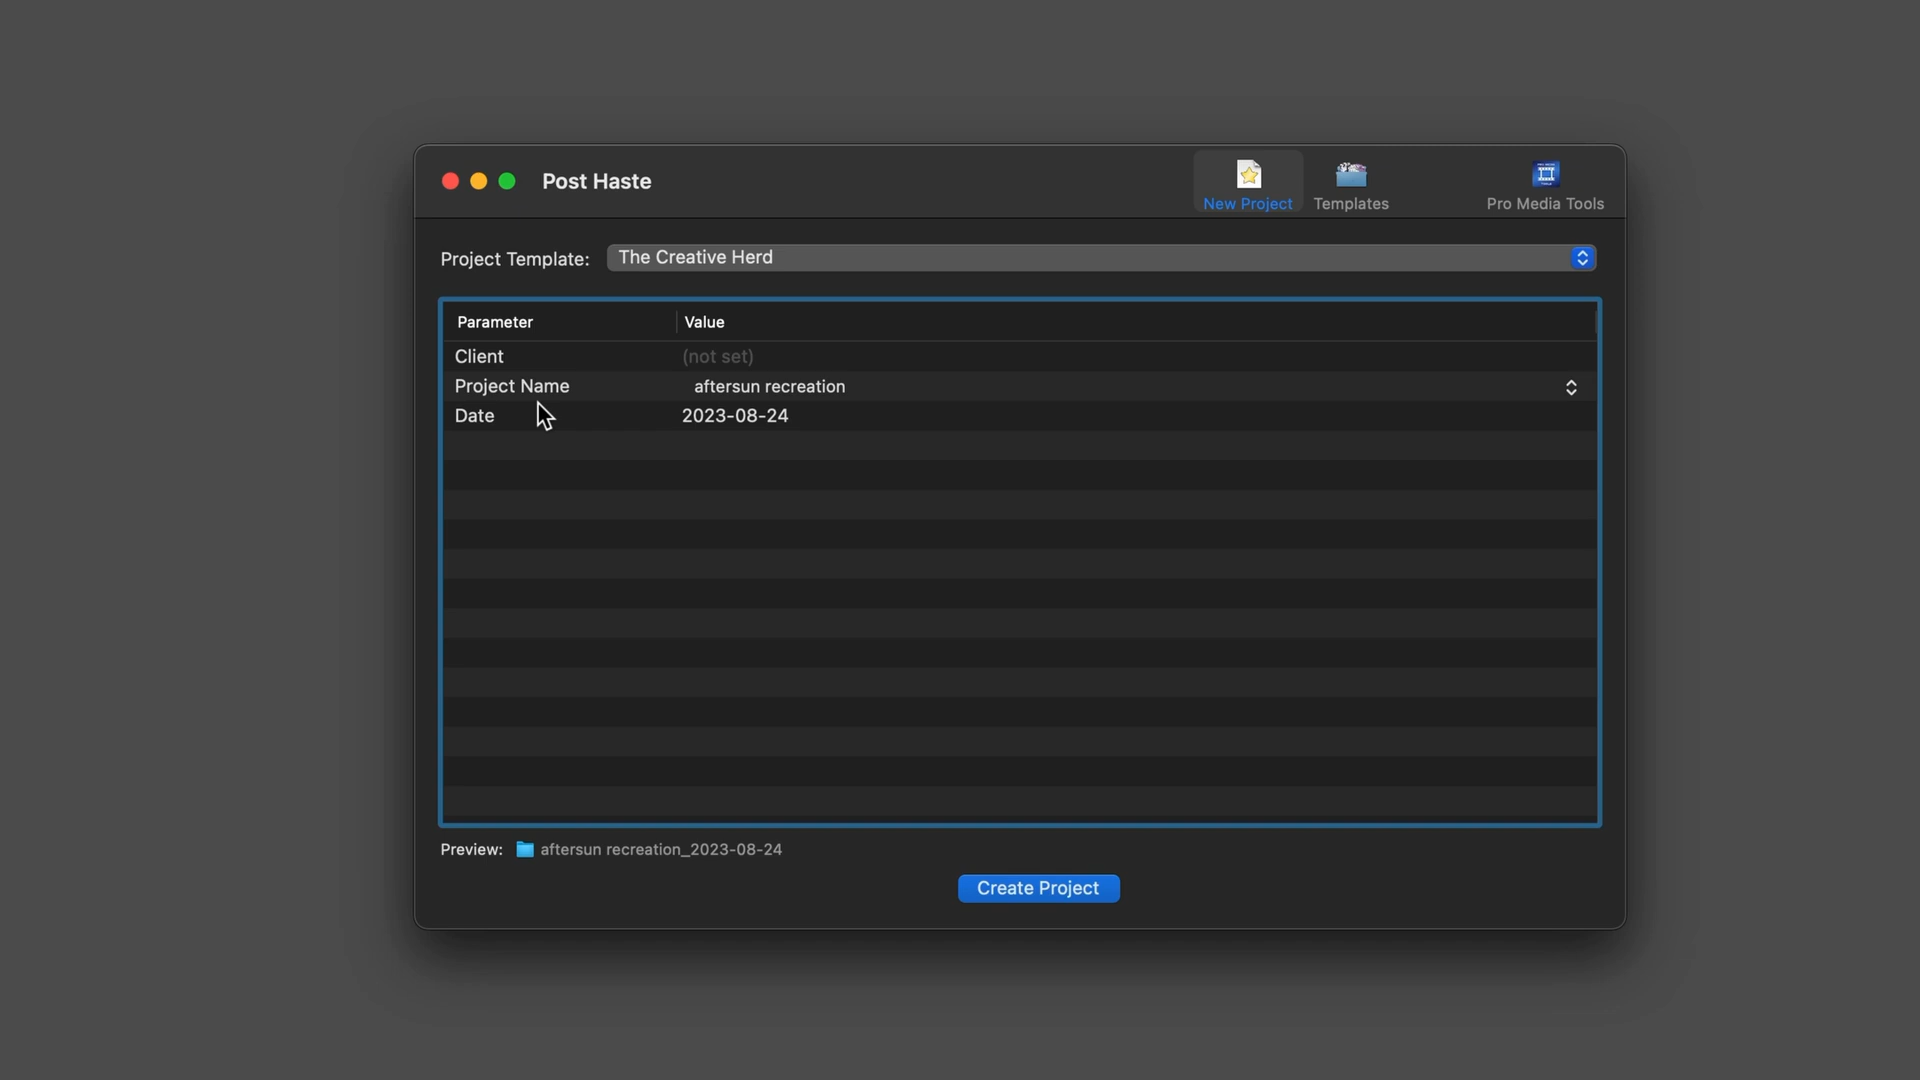 Post Haste
New Project
Templates
Pro Media Tools
Project Template:
The Creative Herd
Parameter
Value
Client
(not set)
Project Name
aftersun recreation
Date
2023-08-24
Preview:
aftersun recreation_2023-08-24
Create Project